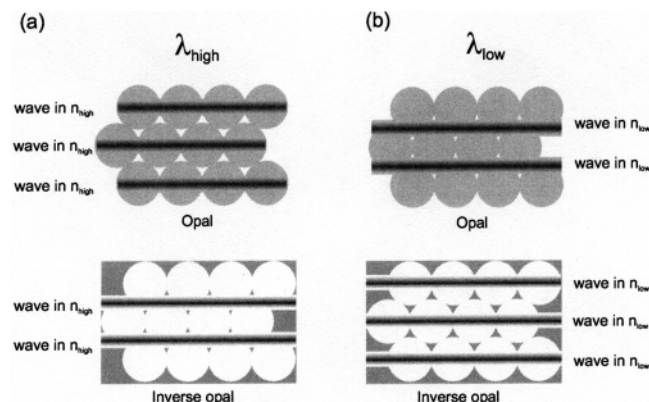 (a)
λhigh
wave in nhigh
wave in nhigh
wave in nhigh
Opal
wave in nhigh
wave in nhigh
Inverse opal
(b)
λlow
wave in nlow
wave in nlow
Opal
wave in nlow
wave in nlow
wave in nlow
Inverse opal